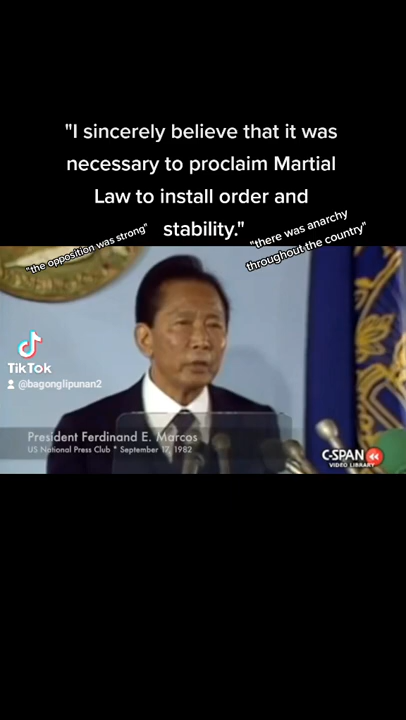 "I sincerely believe that it was
necessary to proclaim Martial
Law to install order and
stability."
"the opposition was strong"
"there was anarchy
throughout the country"
TikTok
@bagonglipunan2
President Ferdinand E. Marcos
US National Press Club * September 17, 1982
C-SPAN
VIDEO LIBRARY